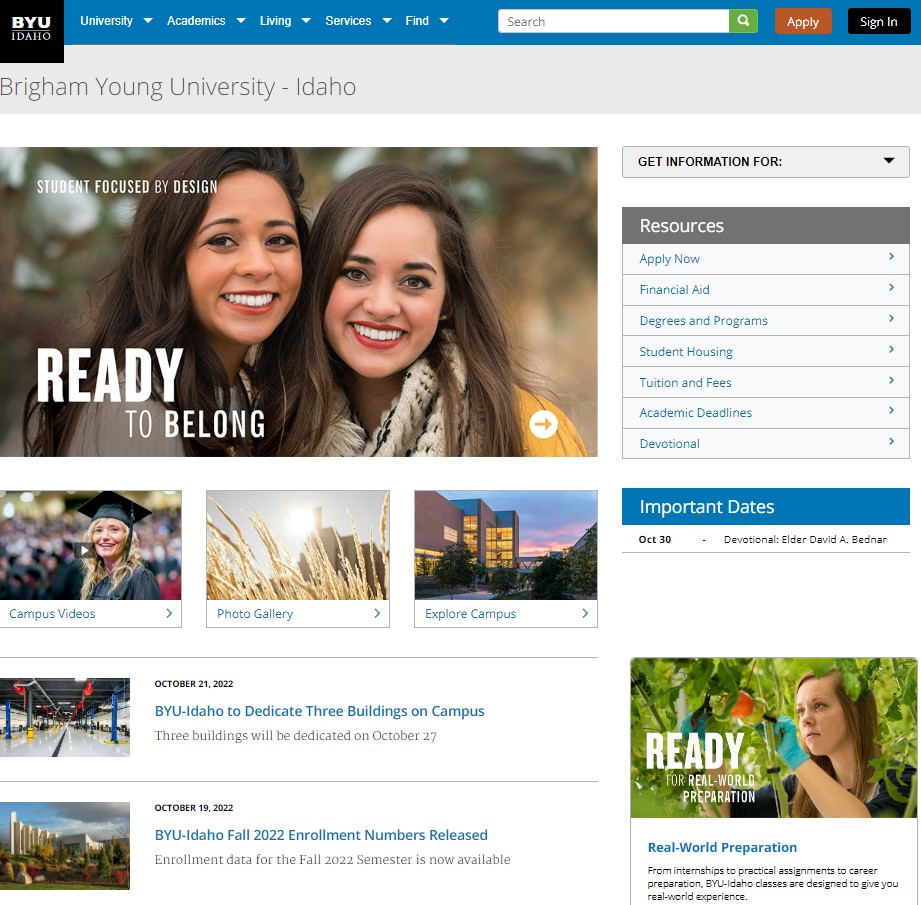 BYU
IDAHO
University
Academics
Living
Services
Find
Search
Apply
Sign In
Brigham Young University - Idaho
STUDENT FOCUSED BY DESIGN
READY
TO BELONG
GET INFORMATION FOR:
Resources
Apply Now
Financial Aid
Degrees and Programs
Student Housing
Tuition and Fees
Academic Deadlines
Devotional
Campus Videos
Photo Gallery
Explore Campus
Important Dates
Oct 30 - Devotional: Elder David A. Bednar
OCTOBER 21, 2022
BYU-Idaho to Dedicate Three Buildings on Campus
Three buildings will be dedicated on October 27
OCTOBER 19, 2022
BYU-Idaho Fall 2022 Enrollment Numbers Released
Enrollment data for the Fall 2022 Semester is now available
READY
FOR REAL-WORLD
PREPARATION
Real-World Preparation
From internships to practical assignments to career
preparation, BYU-Idaho classes are designed to give you
real-world experience.